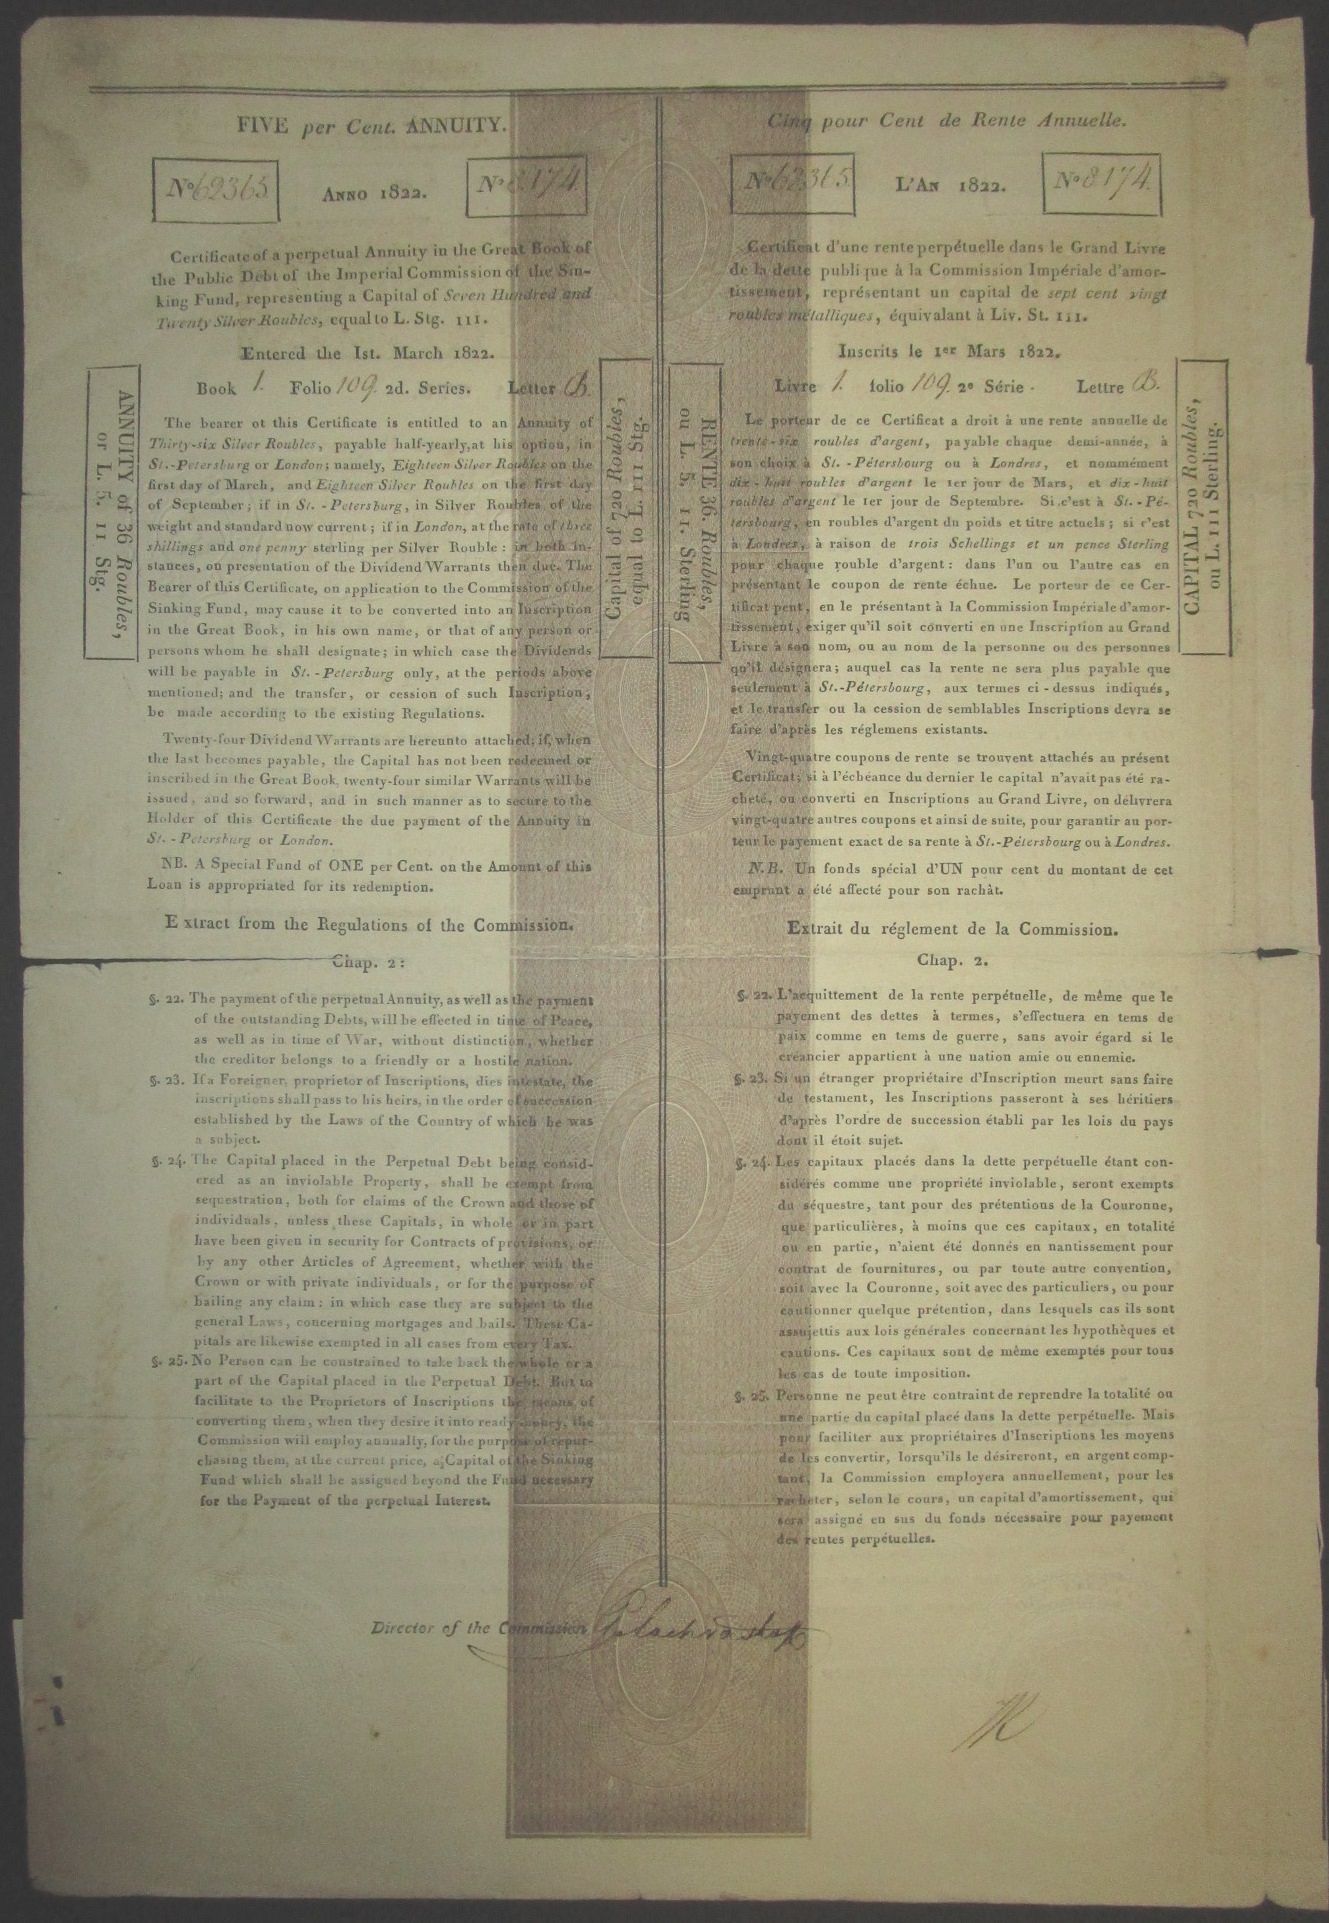 FIVE per Cent. ANNUITY.
No 62365
ANNO 1822.
No 8174.
Certificate of a perpetual Annuity in the Great Book of
the Public Debt of the Imperial Commission of the Sin-
king Fund, representing a Capital of Seven Hundred and
Twenty Silver Roubles, equal to L. Stg. 111.
Entered the 1st. March 1822.
Book 1. Folio 109. 2d. Series. Letter B.
ANNUITY of 36 Roubles,
or L. 5. 11 Stg.
Capital of 720 Roubles,
equal to L. 111 Stg.
The bearer ot this Certificate is entitled to an Annuity of
Thirty-six Silver Roubles, payable half-yearly, at his option, in
St.-Petersburg or London; namely, Eighteen Silver Roubles on the
first day of March, and Eighteen Silver Roubles on the first day
of September; if in St. - Petersburg, in Silver Roubles of the
weight and standard now current; if in London, at the rate of three
shillings and one penny sterling per Silver Rouble: in both in-
stances, on presentation of the Dividend Warrants then due. The
Bearer of this Certificate, on application to the Commission of the
Sinking Fund, may cause it to be converted into an Inscription
in the Great Book, in his own name, or that of any person or
persons whom he shall designate; in which case the Dividends
will be payable in St. - Petersburg only, at the periods above
mentioned; and the transfer, or cession of such Inscription,
be made according to the existing Regulations.
Twenty-four Dividend Warrants are hereunto attached; if, when
the last becomes payable, the Capital has not been redeemed or
inscribed in the Great Book, twenty-four similar Warrants will be
issued, and so forward, and in such manner as to secure to the
Holder of this Certificate the due payment of the Annuity in
St. - Petersburg or London.
NB. A Special Fund of ONE per Cent. on the Amount of this
Loan is appropriated for its redemption.
Extract from the Regulations of the Commission.
Chap. 2:
§. 22. The payment of the perpetual Annuity, as well as the payment
of the outstanding Debts, will be effected in time of Peace,
as well as in time of War, without distinction, whether
the creditor belongs to a friendly or a hostile nation.
§. 23. If a Foreigner, proprietor of Inscriptions, dies intestate, the
inscriptions shall pass to his heirs, in the order of succession
established by the Laws of the Country of which he was
a subject.
§. 24. The Capital placed in the Perpetual Debt being consid-
ered as an inviolable Property, shall be exempt from
sequestration, both for claims of the Crown and those of
individuals, unless these Capitals, in whole or in part
have been given in security for Contracts of provisions, or
by any other Articles of Agreement, whether with the
Crown or with private individuals, or for the purpose of
bailing any claim: in which case they are subject to the
general Laws, concerning mortgages and bails. These Ca-
pitals are likewise exempted in all cases from every Tax.
§. 25. No Person can be constrained to take back the whole or a
part of the Capital placed in the Perpetual Debt. But to
facilitate to the Proprietors of Inscriptions the means of
converting them, when they desire it into ready money, the
Commission will employ annually, for the purpose of repur-
chasing them, at the current price, a Capital of the Sinking
Fund which shall be assigned beyond the Fund necessary
for the Payment of the perpetual Interest.
Director of the Commission
Cinq pour Cent de Rente Annuelle.
No 62365
L'AN 1822.
No 8174.
Certificat d'une rente perpétuelle dans le Grand Livre
de la dette publique à la Commission Impériale d'amor-
tissement, représentant un capital de sept cent vingt
roubles métalliques, équivalant à Liv. St. 111.
Inscrits le 1er Mars 1822.
Livre 1. folio 109. 2e Série. Lettre B.
RENTE 36. Roubles,
ou L. 5. 11. Sterling
CAPITAL 720 Roubles,
ou L. 111 Sterling.
Le porteur de ce Certificat a droit à une rente annuelle de
trente-six roubles d'argent, payable chaque demi-année, à
son choix à St. - Pétersbourg ou à Londres, et nommément
dix-huit roubles d'argent le 1er jour de Mars, et dix-huit
roubles d'argent le 1er jour de Septembre. Si c'est à St. - Pé-
tersbourg, en roubles d'argent du poids et titre actuels; si c'est
à Londres, à raison de trois Schellings et un pence Sterling
pour chaque rouble d'argent: dans l'un ou l'autre cas en
présentant le coupon de rente échue. Le porteur de ce Cer-
tificat peut, en le présentant à la Commission Impériale d'amor-
tissement, exiger qu'il soit converti en une Inscription au Grand
Livre à son nom, ou au nom de la personne ou des personnes
qu'il désignera; auquel cas la rente ne sera plus payable que
seulement à St.-Pétersbourg, aux termes ci-dessus indiqués,
et le transfer ou la cession de semblables Inscriptions devra se
faire d'après les réglemens existants.
Vingt-quatre coupons de rente se trouvent attachés au présent
Certificat; si à l'échéance du dernier le capital n'avait pas été ra-
cheté, ou converti en Inscriptions au Grand Livre, on délivrera
vingt-quatre autres coupons et ainsi de suite, pour garantir au por-
teur le payement exact de sa rente à St.-Pétersbourg ou à Londres.
N.B. Un fonds spécial d'UN pour cent du montant de cet
emprunt a été affecté pour son rachât.
Extrait du réglement de la Commission.
Chap. 2.
§. 22. L'acquittement de la rente perpétuelle, de même que le
payement des dettes à termes, s'effectuera en tems de
paix comme en tems de guerre, sans avoir égard si le
créancier appartient à une nation amie ou ennemie.
§. 23. Si un étranger propriétaire d'Inscription meurt sans faire
de testament, les Inscriptions passeront à ses héritiers
d'après l'ordre de succession établi par les lois du pays
dont il étoit sujet.
§. 24. Les capitaux placés dans la dette perpétuelle étant con-
sidérés comme une propriété inviolable, seront exempts
du séquestre, tant pour des prétentions de la Couronne,
que particulières, à moins que ces capitaux, en totalité
ou en partie, n'aient été donnés en nantissement pour
contrat de fournitures, ou par toute autre convention,
soit avec la Couronne, soit avec des particuliers, ou pour
cautionner quelque prétention, dans lesquels cas ils sont
assujettis aux lois générales concernant les hypothèques et
cautions. Ces capitaux sont de même exemptés pour tous
les cas de toute imposition.
§. 25. Personne ne peut être contraint de reprendre la totalité ou
une partie du capital placé dans la dette perpétuelle. Mais
pour faciliter aux propriétaires d'Inscriptions les moyens
de les convertir, lorsqu'ils le désireront, en argent comp-
tant, la Commission employera annuellement, pour les
racheter, selon le cours, un capital d'amortissement, qui
sera assigné en sus du fonds nécessaire pour payement
des rentes perpétuelles.